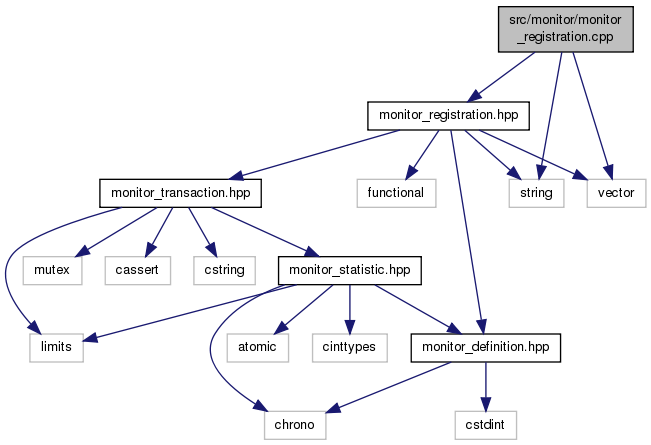 src/monitor/monitor
_registration.cpp
monitor_registration.hpp
monitor_transaction.hpp
functional
string
vector
mutex
cassert
cstring
monitor_statistic.hpp
limits
atomic
cinttypes
monitor_definition.hpp
chrono
cstdint